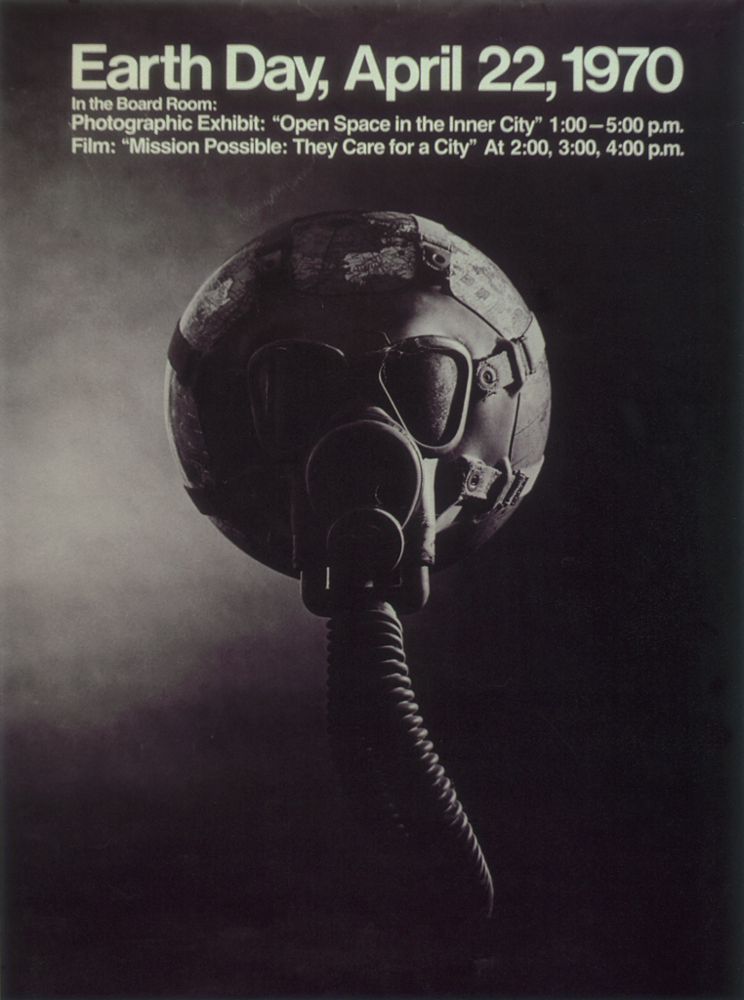 Earth Day, April 22, 1970
In the Board Room:
Photographic Exhibit: “Open Space in the Inner City” 1:00—5:00 p.m.
Film: “Mission Possible: They Care for a City” At 2:00, 3:00, 4:00 p.m.